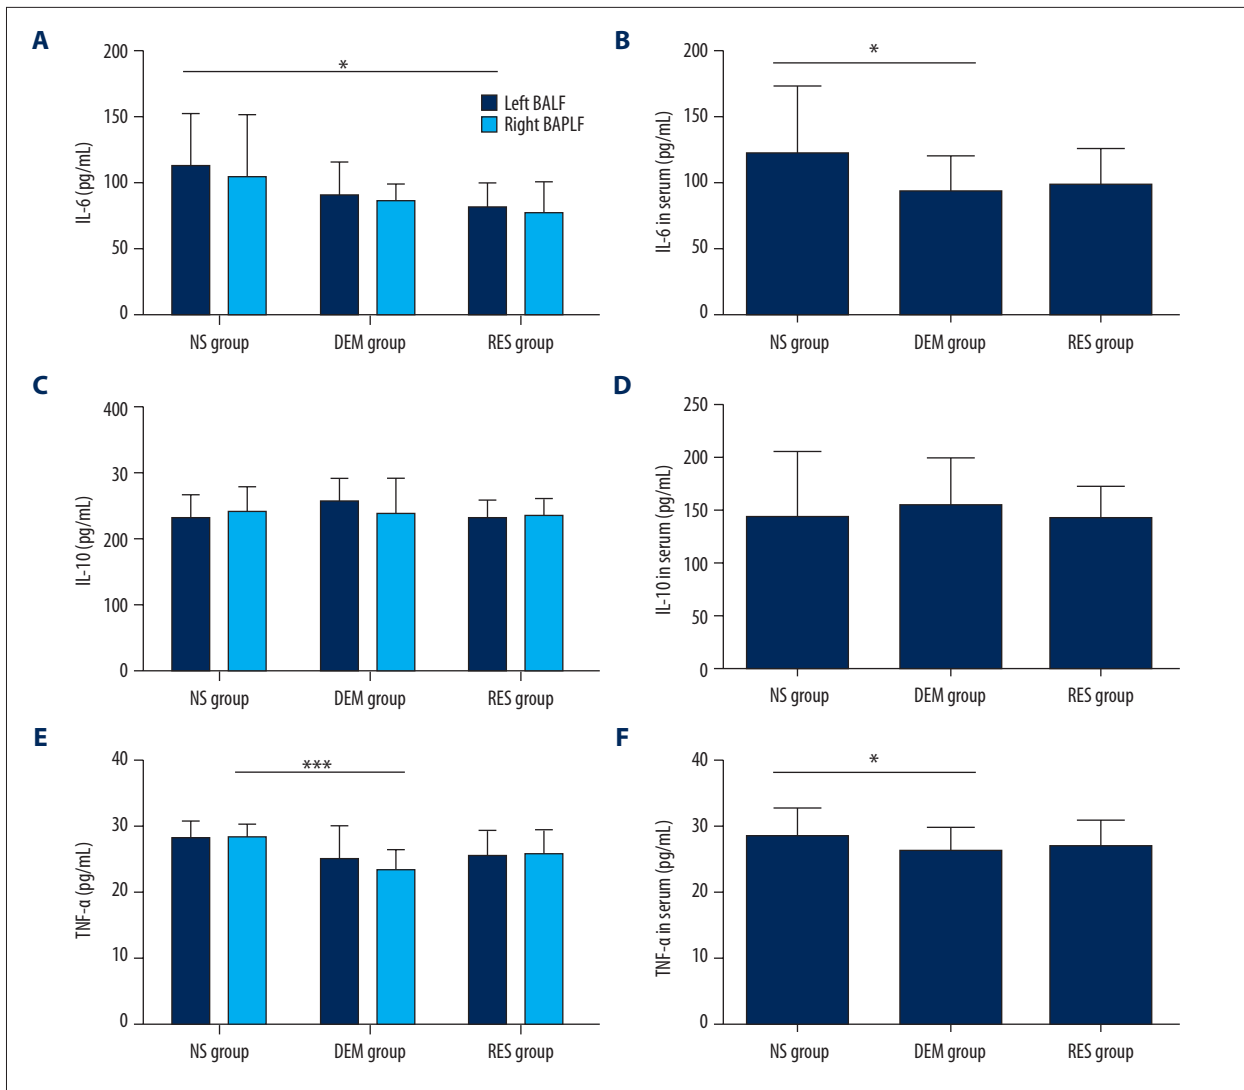 A
IL-6 (pg/mL)
200
150
100
50
0
*
Left BALF
Right BAPLF
NS group
DEM group
RES group
B
IL-6 in serum (pg/mL)
200
150
100
50
0
*
NS group
DEM group
RES group
C
IL-10 (pg/mL)
400
30
200
100
0
NS group
DEM group
RES group
D
IL-10 in serum (pg/mL)
250
200
150
100
50
0
NS group
DEM group
RES group
E
TNF-α (pg/mL)
40
30
20
10
0
***
NS group
DEM group
RES group
F
TNF-α in serum (pg/mL)
40
30
20
10
0
*
NS group
DEM group
RES group